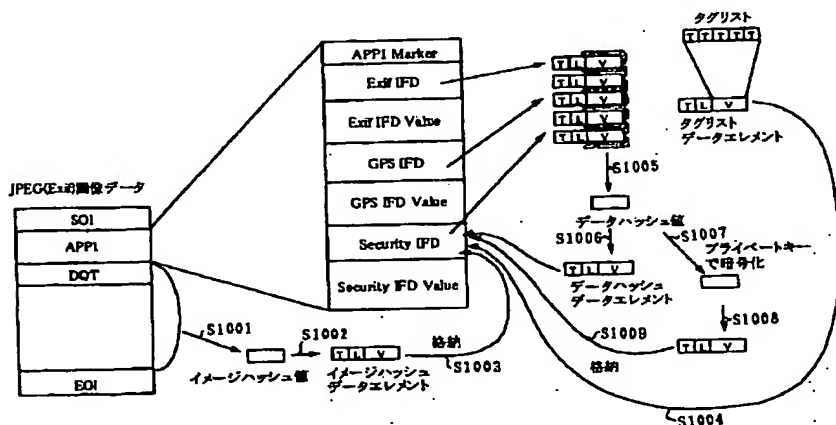 JPEG(Exif)画像データ
SOI
APP1
DQT
EOI
APP1 Marker
Exif IFD
Exif IFD Value
GPS IFD
GPS IFD Value
Security IFD
Security IFD Value
S1001
イメージハッシュ値
S1002
T L V
イメージハッシュ
データエレメント
格納
S1003
T L V
T L V
T L V
T L V
T L V
S1005
データハッシュ値
S1006
T L V
データハッシュ
データエレメント
S1007
プライベートキー
で暗号化
S1008
T L V
S1009
格納
タグリスト
T T T T T
T L V
タグリスト
データエレメント
S1004